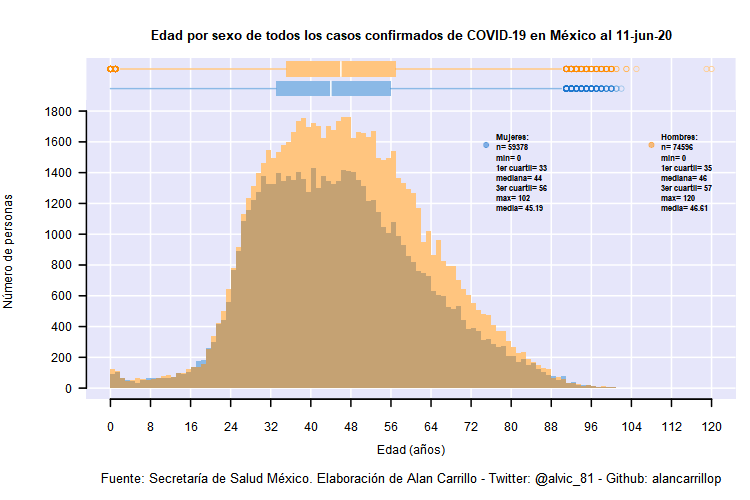 Edad por sexo de todos los casos confirmados de COVID-19 en México al 11-jun-20
1800
1600
1400
1200
1000
800
600
400
200
0
Número de personas
Mujeres:
n= 59378
min= 0
1er cuartil= 33
mediana= 44
3er cuartil= 56
max= 102
media= 45.19
Hombres:
n= 74596
min= 0
1er cuartil= 35
mediana= 46
3er cuartil= 57
max= 120
media= 46.61
0 8 16 24 32 40 48 56 64 72 80 88 96 104 112 120
Edad (años)
Fuente: Secretaría de Salud México. Elaboración de Alan Carrillo - Twitter: @alvic_81 - Github: alancarrillop